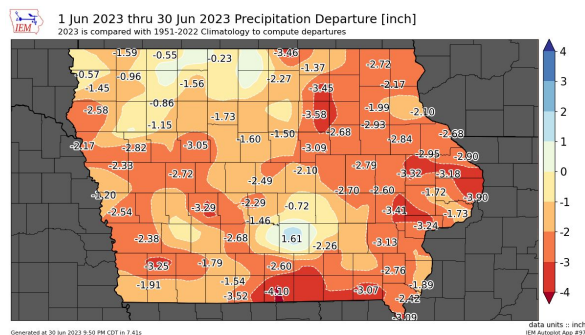 IEM
1 Jun 2023 thru 30 Jun 2023 Precipitation Departure [inch]
2023 is compared with 1951-2022 Climatology to compute departures
-1.59 -0.55 -0.23 -3.46 -1.37 -2.72
0.57 -0.96 -1.56 -2.27 -3.45 -2.17
-1.45
-2.58 -0.86 -1.73 -3.58 -1.99 -2.10
-1.15 -1.60 -1.50 -2.68 -2.93 -2.84 -2.68
-2.17 -2.82 -3.05 -3.09 -2.95 -2.90
-2.33 -2.72 -2.49 -2.10 -2.79 -3.32 -3.18
-2.29 -0.72 -2.70 -2.60 -1.72 -3.90
1.20 -2.54 -3.29 -1.46 -3.41 -1.73
-3.24
-2.38 -2.68 1.61 -2.26 -3.13
-3.25 -1.79 -2.60 -2.76
-1.91 -1.54 -3.52 -4.10 -3.07 -1.39
-2.42
-3.09
4
3
2
1
0
-1
-2
-3
-4
data units : inch
Generated at 30 Jun 2023 9:50 PM CDT in 7.41s
IEM Autoplot App #97